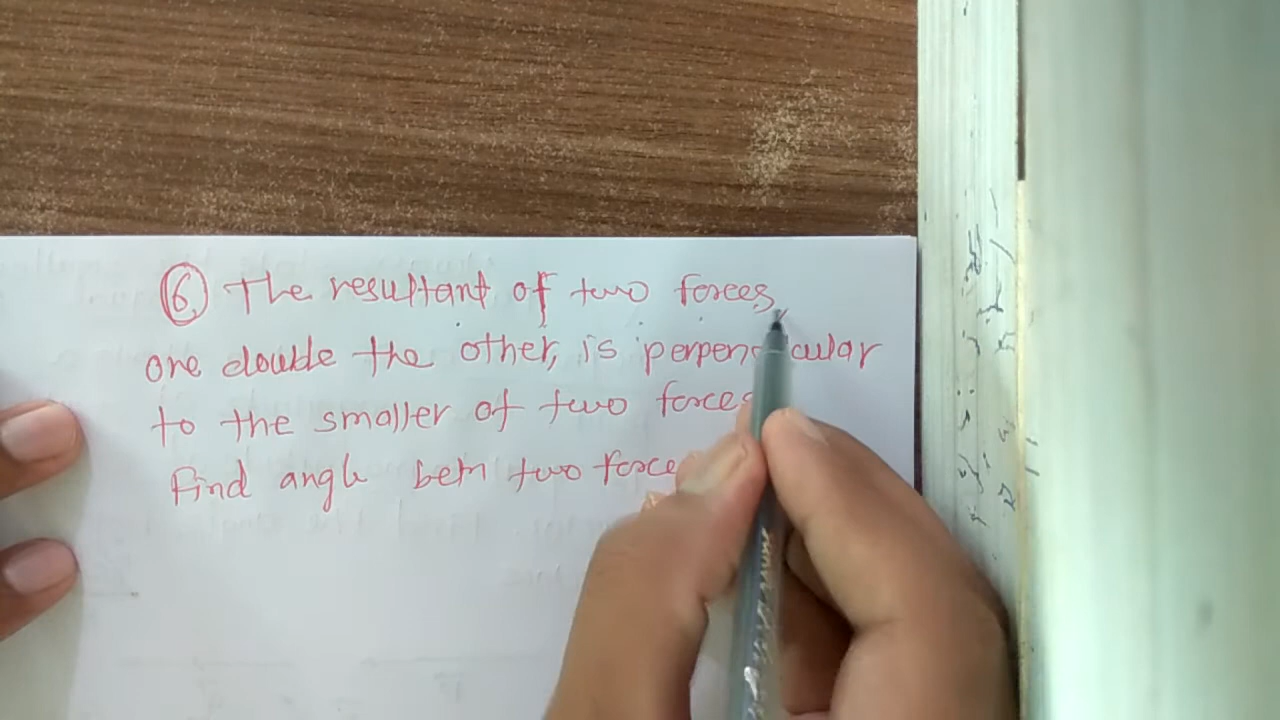 6. The resultant of two forces,
one double the other, is perpendicular
to the smaller of two forces
Find angle betn two force